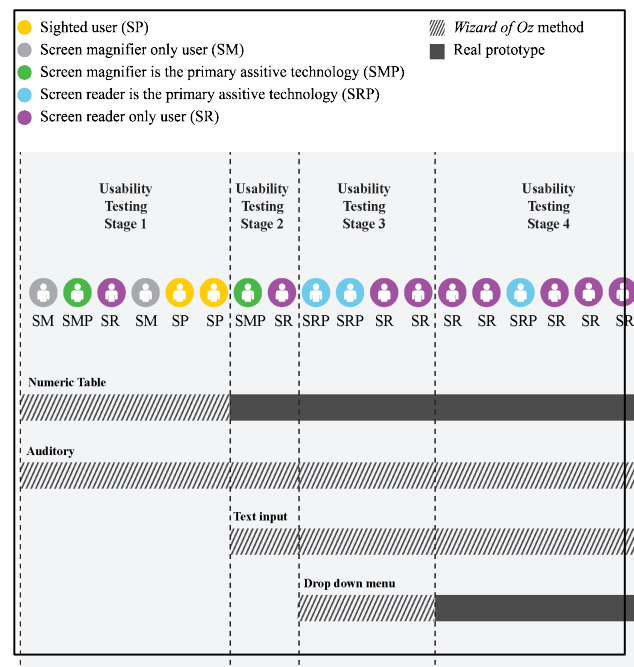 Sighted user (SP)
Screen magnifier only user (SM)
Screen magnifier is the primary assitive technology (SMP)
Screen reader is the primary assitive technology (SRP)
Screen reader only user (SR)
Wizard of Oz method
Real prototype
Usability
Testing
Stage 1
Usability
Testing
Stage 2
Usability
Testing
Stage 3
Usability
Testing
Stage 4
SM SMP SR SM SP SP SMP SR SRP SRP SR SR SR SR SRP SR SR SR
Numeric Table
Auditory
Text input
Drop down menu